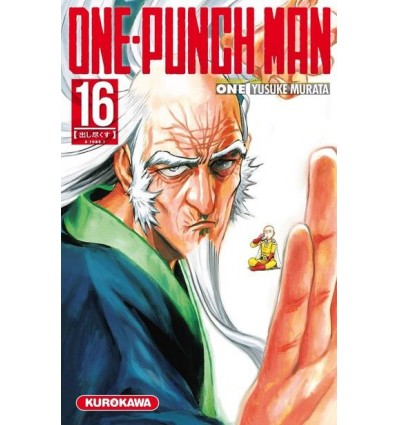 ONE-PUNCH MAN
ONE YUSUKE MURATA
16
【出し尽くす】
KUROKAWA